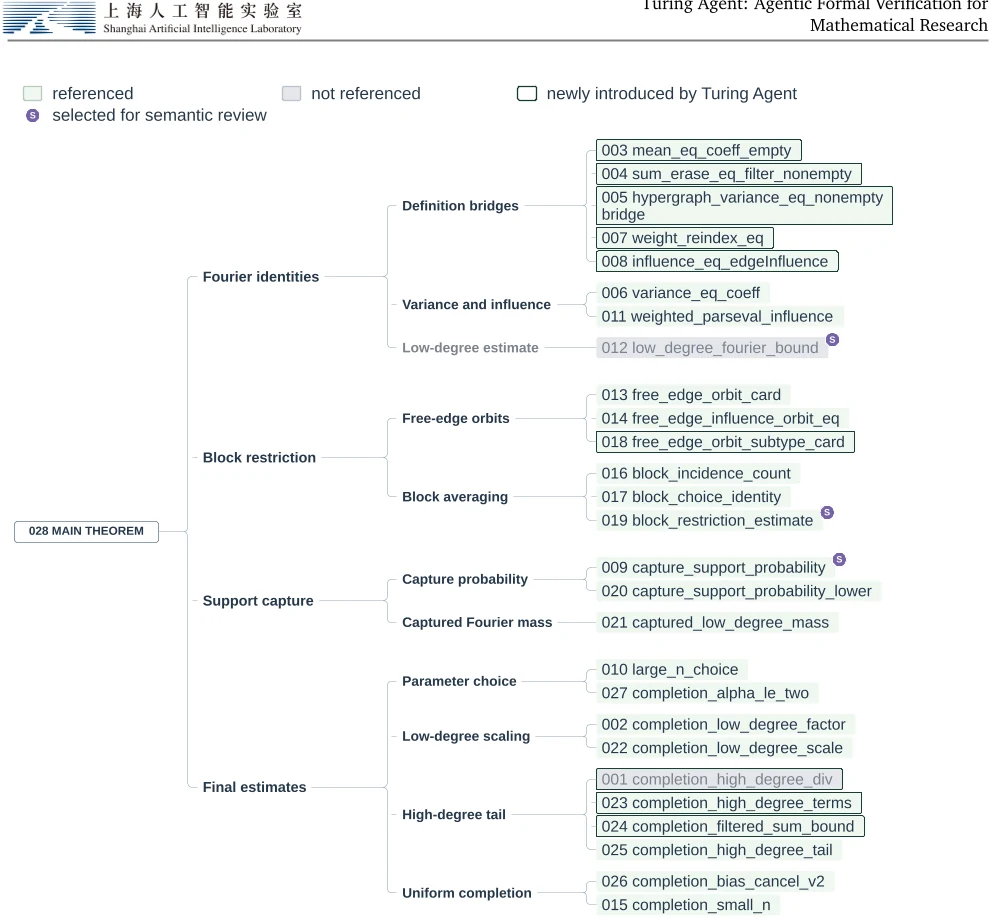 上海人工智能实验室
Shanghai Artificial Intelligence Laboratory
Turing Agent: Agentic Formal Verification for
Mathematical Research
referenced
not referenced
newly introduced by Turing Agent
S selected for semantic review
003 mean_eq_coeff_empty
004 sum_erase_eq_filter_nonempty
Definition bridges
005 hypergraph_variance_eq_nonempty
bridge
007 weight_reindex_eq
008 influence_eq_edgeInfluence
Fourier identities
Variance and influence
006 variance_eq_coeff
011 weighted_parseval_influence
Low-degree estimate
012 low_degree_fourier_bound S
Free-edge orbits
013 free_edge_orbit_card
014 free_edge_influence_orbit_eq
018 free_edge_orbit_subtype_card
Block restriction
Block averaging
016 block_incidence_count
017 block_choice_identity
019 block_restriction_estimate S
028 MAIN THEOREM
Capture probability
009 capture_support_probability S
020 capture_support_probability_lower
Support capture
Captured Fourier mass
021 captured_low_degree_mass
Parameter choice
010 large_n_choice
027 completion_alpha_le_two
Low-degree scaling
002 completion_low_degree_factor
022 completion_low_degree_scale
Final estimates
High-degree tail
001 completion_high_degree_div
023 completion_high_degree_terms
024 completion_filtered_sum_bound
025 completion_high_degree_tail
Uniform completion
026 completion_bias_cancel_v2
015 completion_small_n